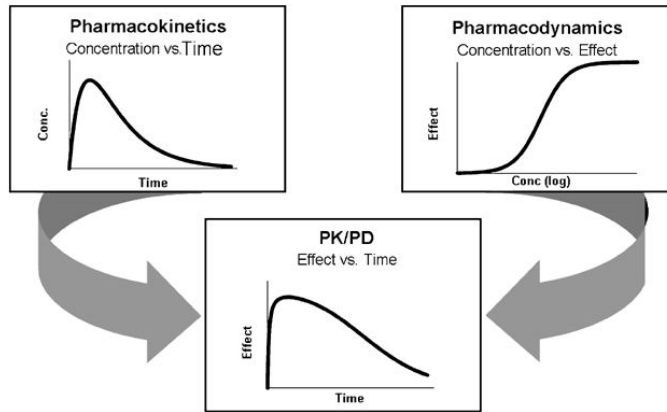 Pharmacokinetics
Concentration vs.Time
Conc.
Time
Pharmacodynamics
Concentration vs. Effect
Effect
Conc (log)
PK/PD
Effect vs. Time
Effect
Time